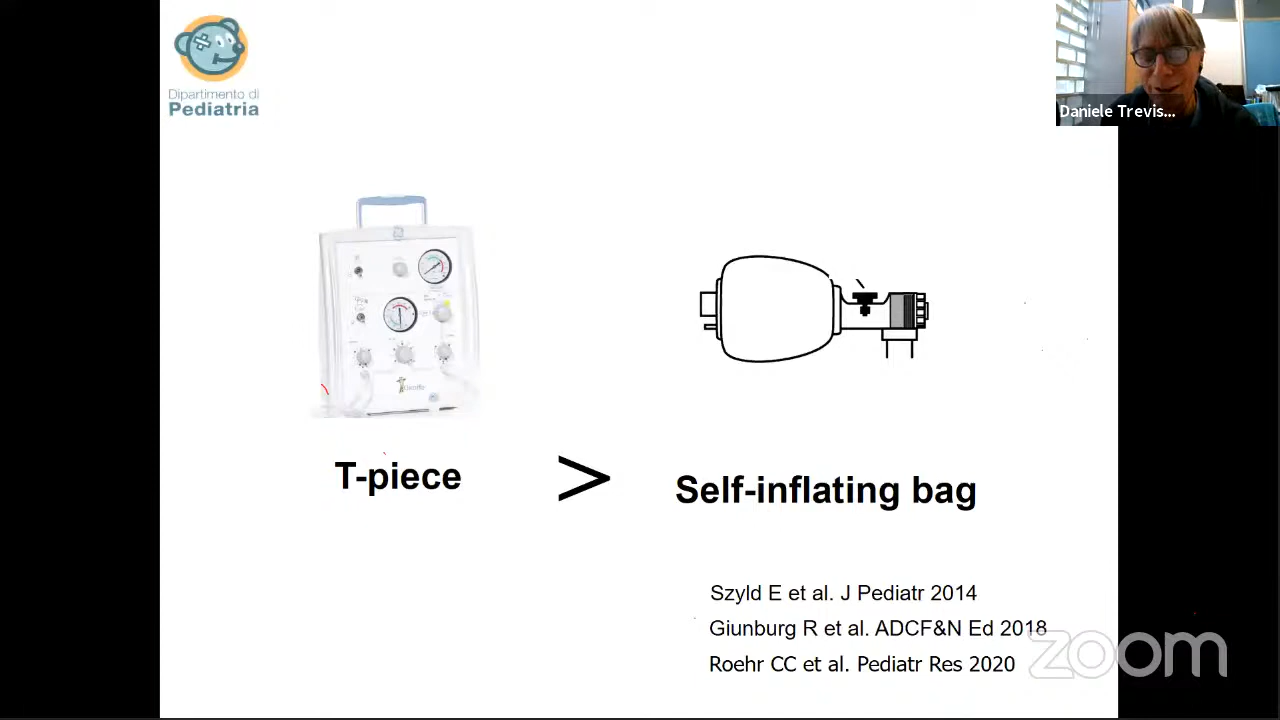 Dipartimento di
Pediatria
Daniele Trevis...
T-piece
>
Self-inflating bag
Szyld E et al. J Pediatr 2014
Giunburg R et al. ADCF&N Ed 2018
Roehr CC et al. Pediatr Res 2020
zoom